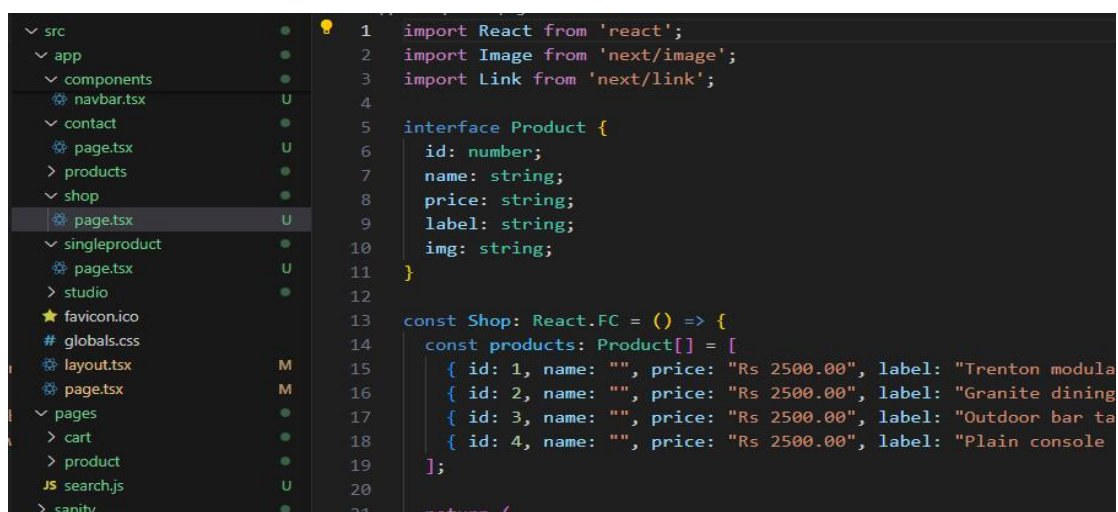 src
app
components
navbar.tsx U
contact
page.tsx U
products
shop
page.tsx U
singleproduct
page.tsx U
studio
favicon.ico
# globals.css
layout.tsx M
page.tsx M
pages
cart
product
JS search.js U
sanity
1 import React from 'react';
2 import Image from 'next/image';
3 import Link from 'next/link';
4
5 interface Product {
6 id: number;
7 name: string;
8 price: string;
9 label: string;
10 img: string;
11 }
12
13 const Shop: React.FC = () => {
14 const products: Product[] = [
15 { id: 1, name: "", price: "Rs 2500.00", label: "Trenton modula
16 { id: 2, name: "", price: "Rs 2500.00", label: "Granite dining
17 { id: 3, name: "", price: "Rs 2500.00", label: "Outdoor bar ta
18 { id: 4, name: "", price: "Rs 2500.00", label: "Plain console
19 ];
20
21 return (